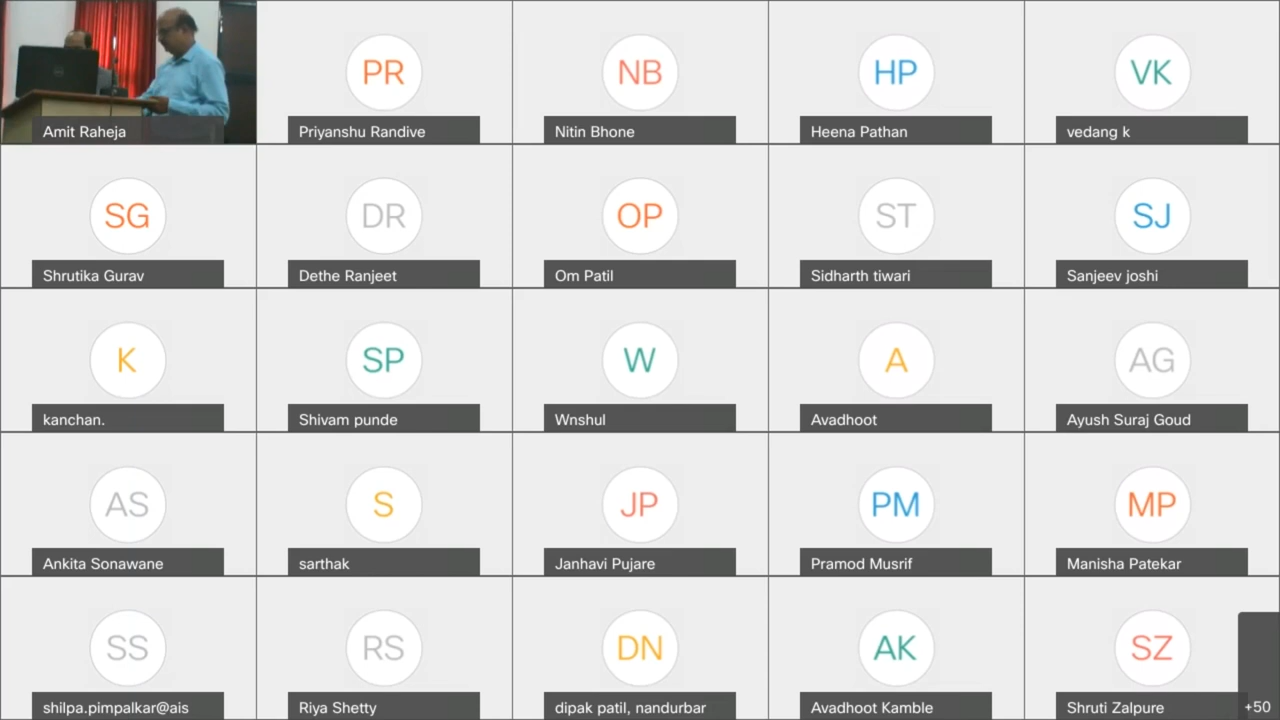 Amit Raheja
PR
Priyanshu Randive
NB
Nitin Bhone
HP
Heena Pathan
VK
vedang k
SG
Shrutika Gurav
DR
Dethe Ranjeet
OP
Om Patil
ST
Sidharth tiwari
SJ
Sanjeev joshi
K
kanchan.
SP
Shivam punde
W
Wnshul
A
Avadhoot
AG
Ayush Suraj Goud
AS
Ankita Sonawane
S
sarthak
JP
Janhavi Pujare
PM
Pramod Musrif
MP
Manisha Patekar
SS
shilpa.pimpalkar@ais
RS
Riya Shetty
DN
dipak patil, nandurbar
AK
Avadhoot Kamble
SZ
Shruti Zalpure
+50